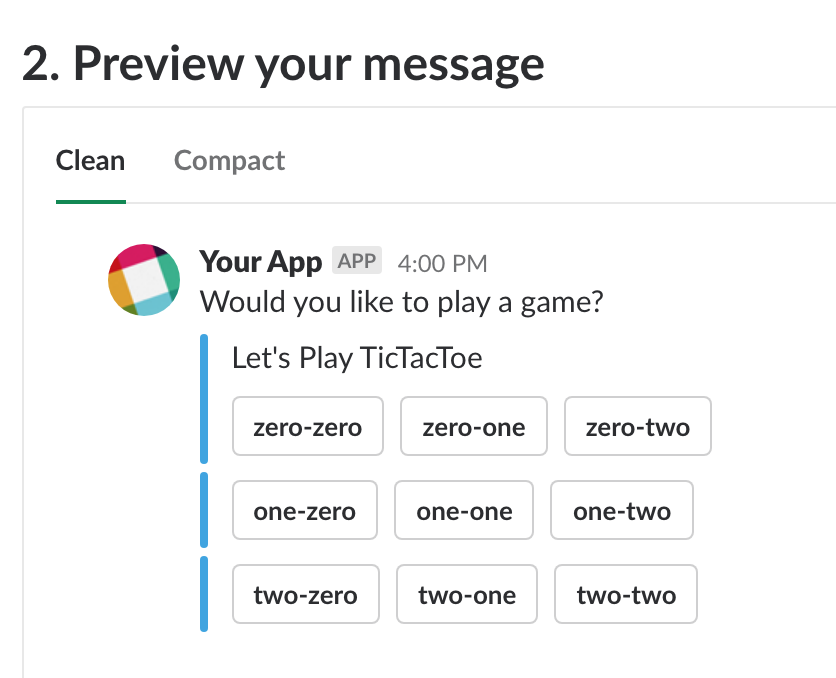 2. Preview your message
Clean Compact
Your App APP 4:00 PM
Would you like to play a game?
Let's Play TicTacToe
zero-zero zero-one zero-two
one-zero one-one one-two
two-zero two-one two-two